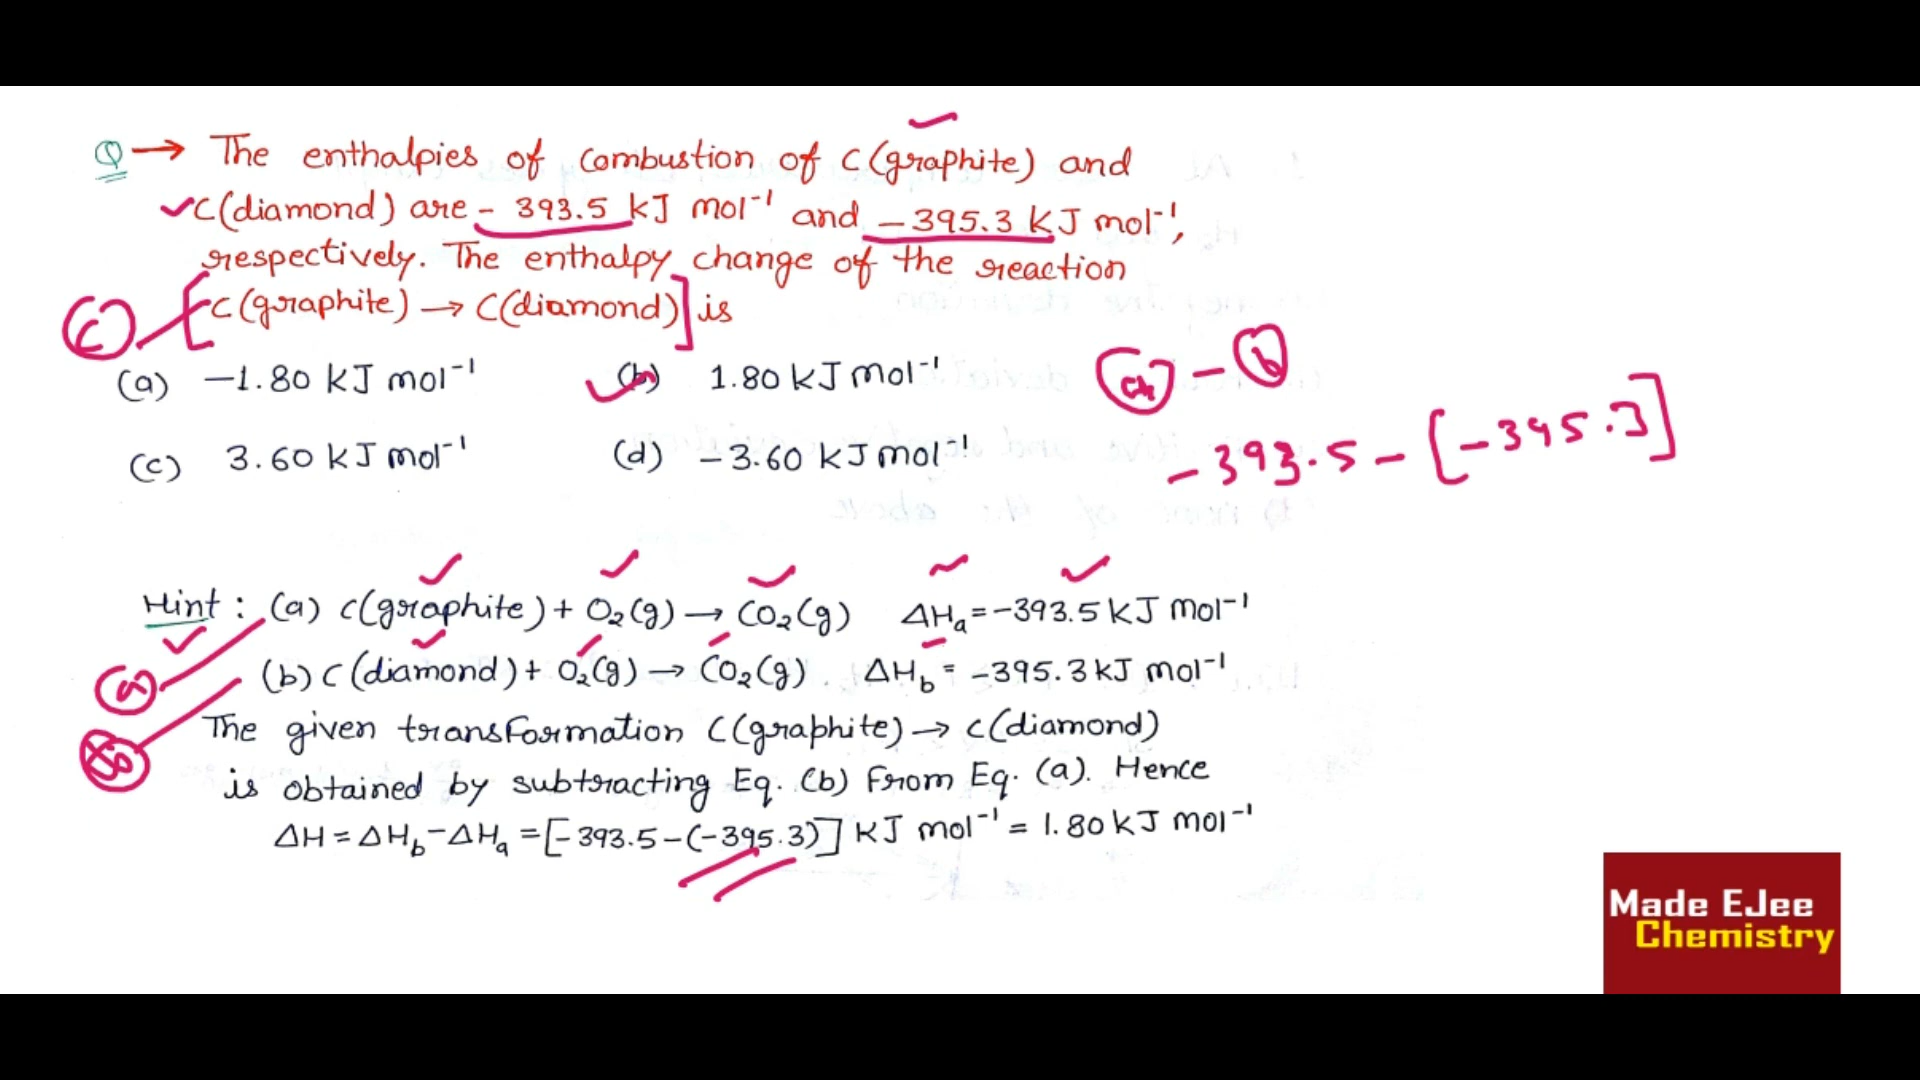 Q → The enthalpies of combustion of C(graphite) and
C(diamond) are - 393.5 kJ mol⁻¹ and -395.3 kJ mol⁻¹,
respectively. The enthalpy change of the reaction
C [C(graphite) → C(diamond)] is
(a) -1.80 kJ mol⁻¹ (b) 1.80 kJ mol⁻¹
(a) - (b)
(c) 3.60 kJ mol⁻¹ (d) -3.60 kJ mol⁻¹
-393.5 - [-395.3]
Hint : (a) C(graphite) + O₂(g) → CO₂(g) ΔHₐ = -393.5 kJ mol⁻¹
(a) (b) C(diamond) + O₂(g) → CO₂(g) ΔH_b = -395.3 kJ mol⁻¹
The given transformation C(graphite) → C(diamond)
is obtained by subtracting Eq. (b) From Eq. (a). Hence
ΔH = ΔH_b - ΔHₐ = [-393.5 - (-395.3)] KJ mol⁻¹ = 1.80 kJ mol⁻¹
Made EJee
Chemistry